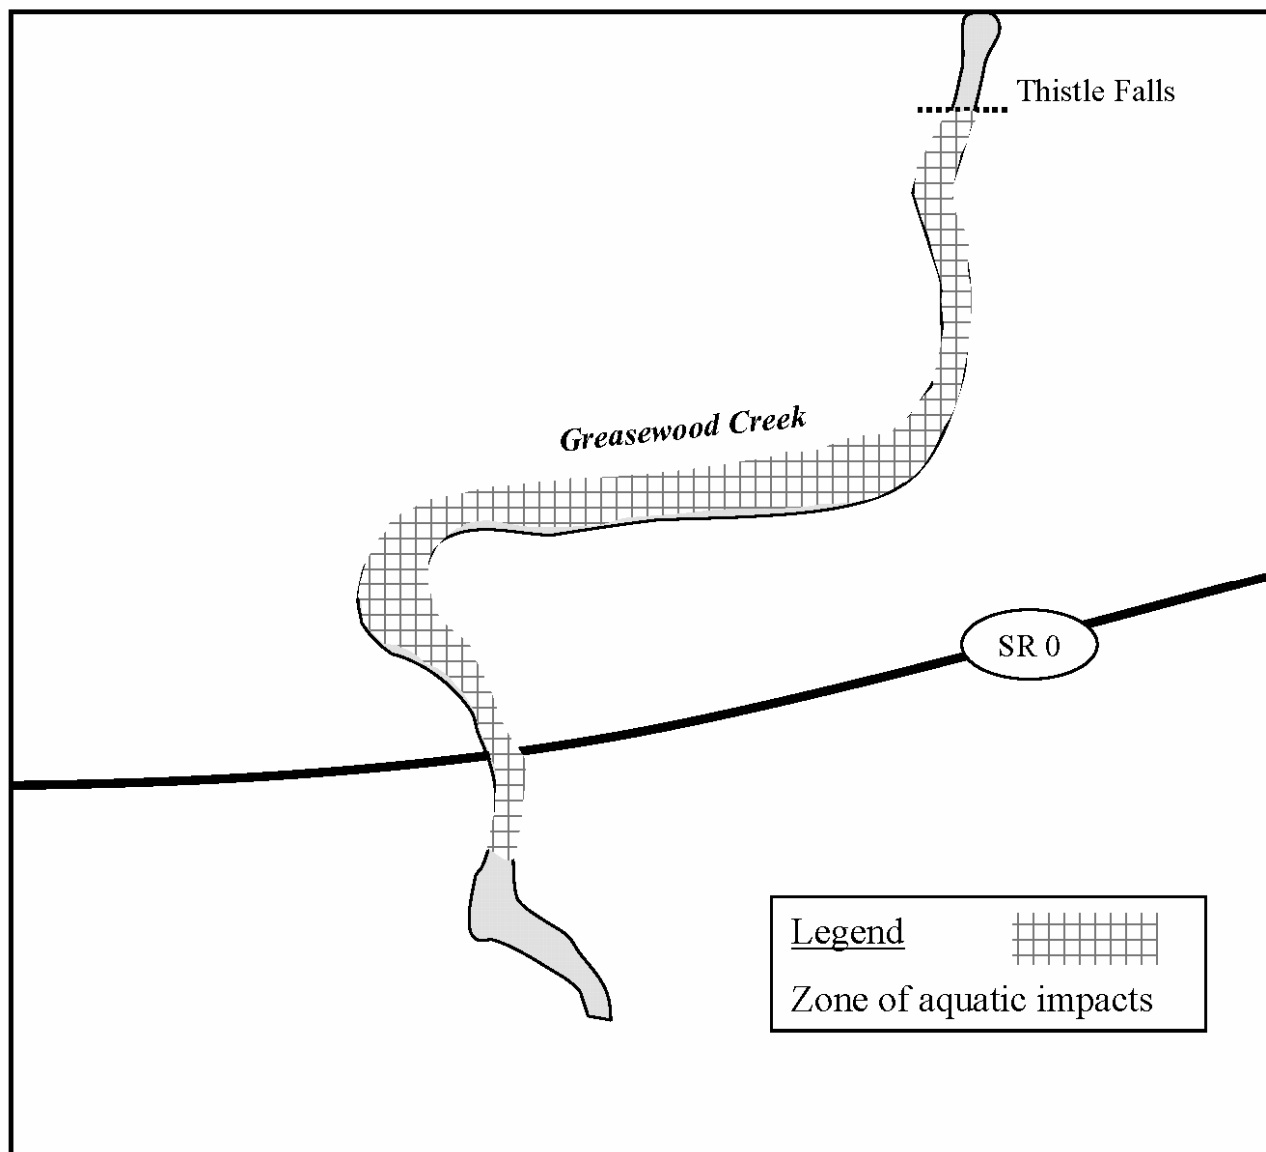 Thistle Falls
Greasewood Creek
SR 0
Legend
Zone of aquatic impacts